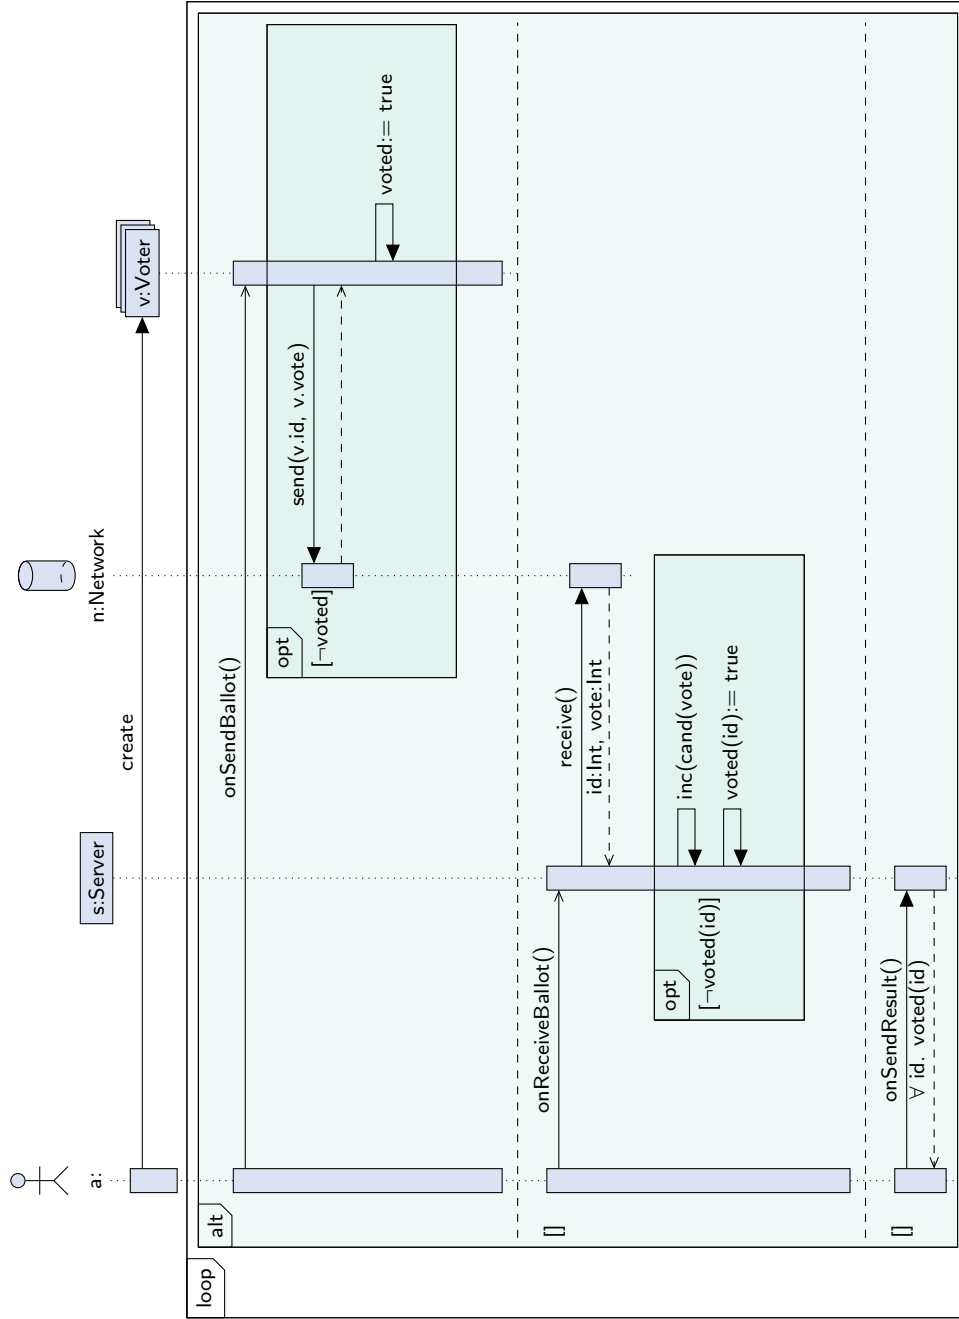 a:
s:Server
n:Network
v:Voter
create
loop
alt
onSendBallot()
opt
[¬voted]
send(v.id, v.vote)
voted:= true
[]
onReceiveBallot()
receive()
id:Int, vote:Int
opt
[¬voted(id)]
inc(cand(vote))
voted(id):= true
[]
onSendResult()
∀ id. voted(id)